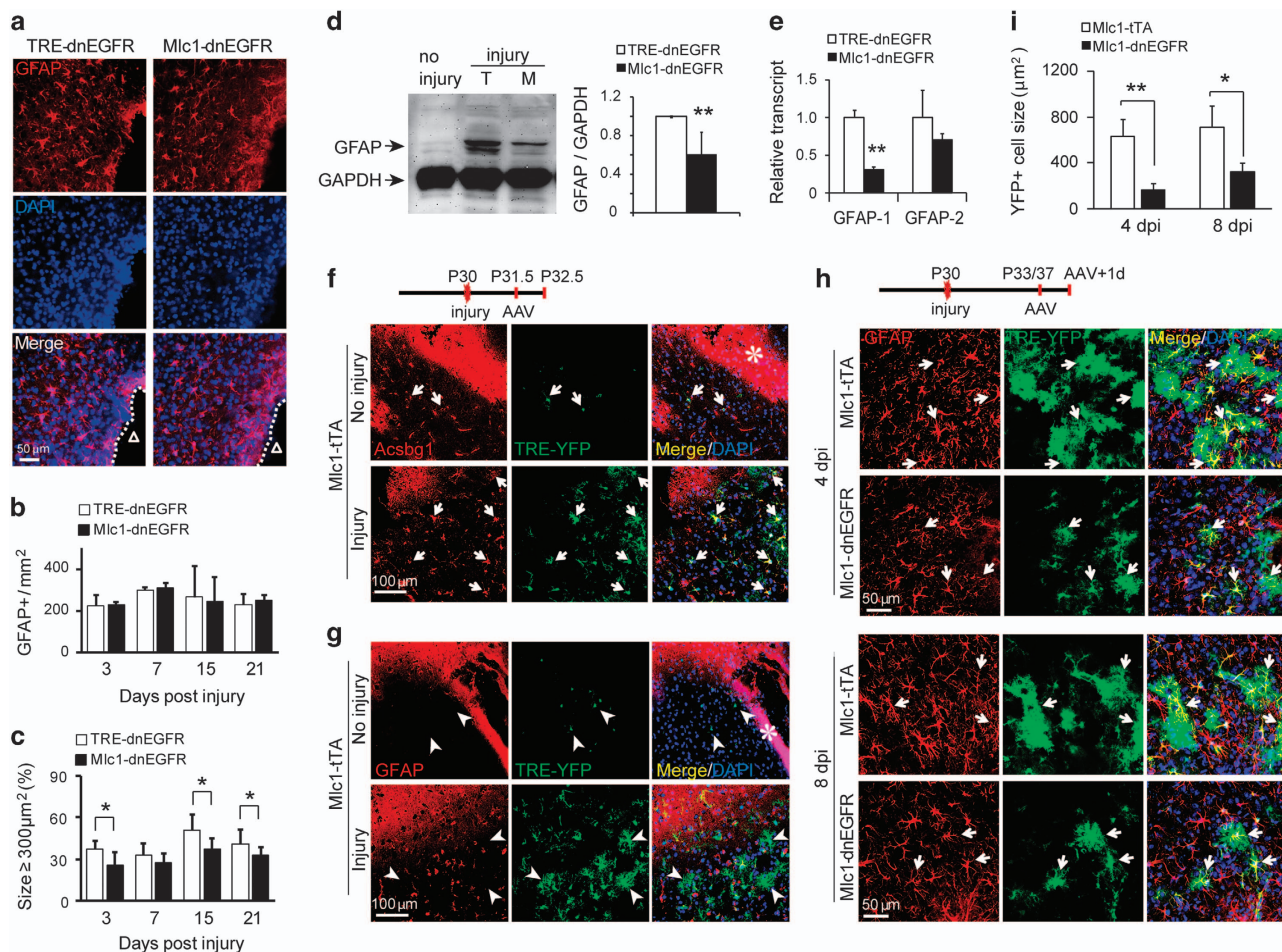 a
TRE-dnEGFR Mlc1-dnEGFR
GFAP
DAPI
Merge
50 µm
b
TRE-dnEGFR
Mlc1-dnEGFR
GFAP+ / mm²
400
200
0
3 7 15 21
Days post injury
c
TRE-dnEGFR
Mlc1-dnEGFR
Size ≥ 300µm² (%)
90
60
30
0
* * *
3 7 15 21
Days post injury
d
no injury
injury
T M
GFAP
GAPDH
TRE-dnEGFR
Mlc1-dnEGFR
GFAP / GAPDH
1.2
0.8
0.4
0
**
e
TRE-dnEGFR
Mlc1-dnEGFR
Relative transcript
1.5
1.0
0.5
0.0
**
GFAP-1 GFAP-2
f
P30 P31.5 P32.5
injury AAV
Mlc1-tTA
No injury
Injury
Acsbg1
TRE-YFP
Merge/DAPI
*
100 µm
g
Mlc1-tTA
No injury
Injury
GFAP
TRE-YFP
Merge/DAPI
*
100 µm
h
P30 P33/37 AAV+1d
injury AAV
GFAP
TRE-YFP
Merge/DAPI
4 dpi
Mlc1-tTA
Mlc1-dnEGFR
50 µm
8 dpi
Mlc1-tTA
Mlc1-dnEGFR
50 µm
i
Mlc1-tTA
Mlc1-dnEGFR
YFP+ cell size (µm²)
1200
800
400
0
** *
4 dpi 8 dpi